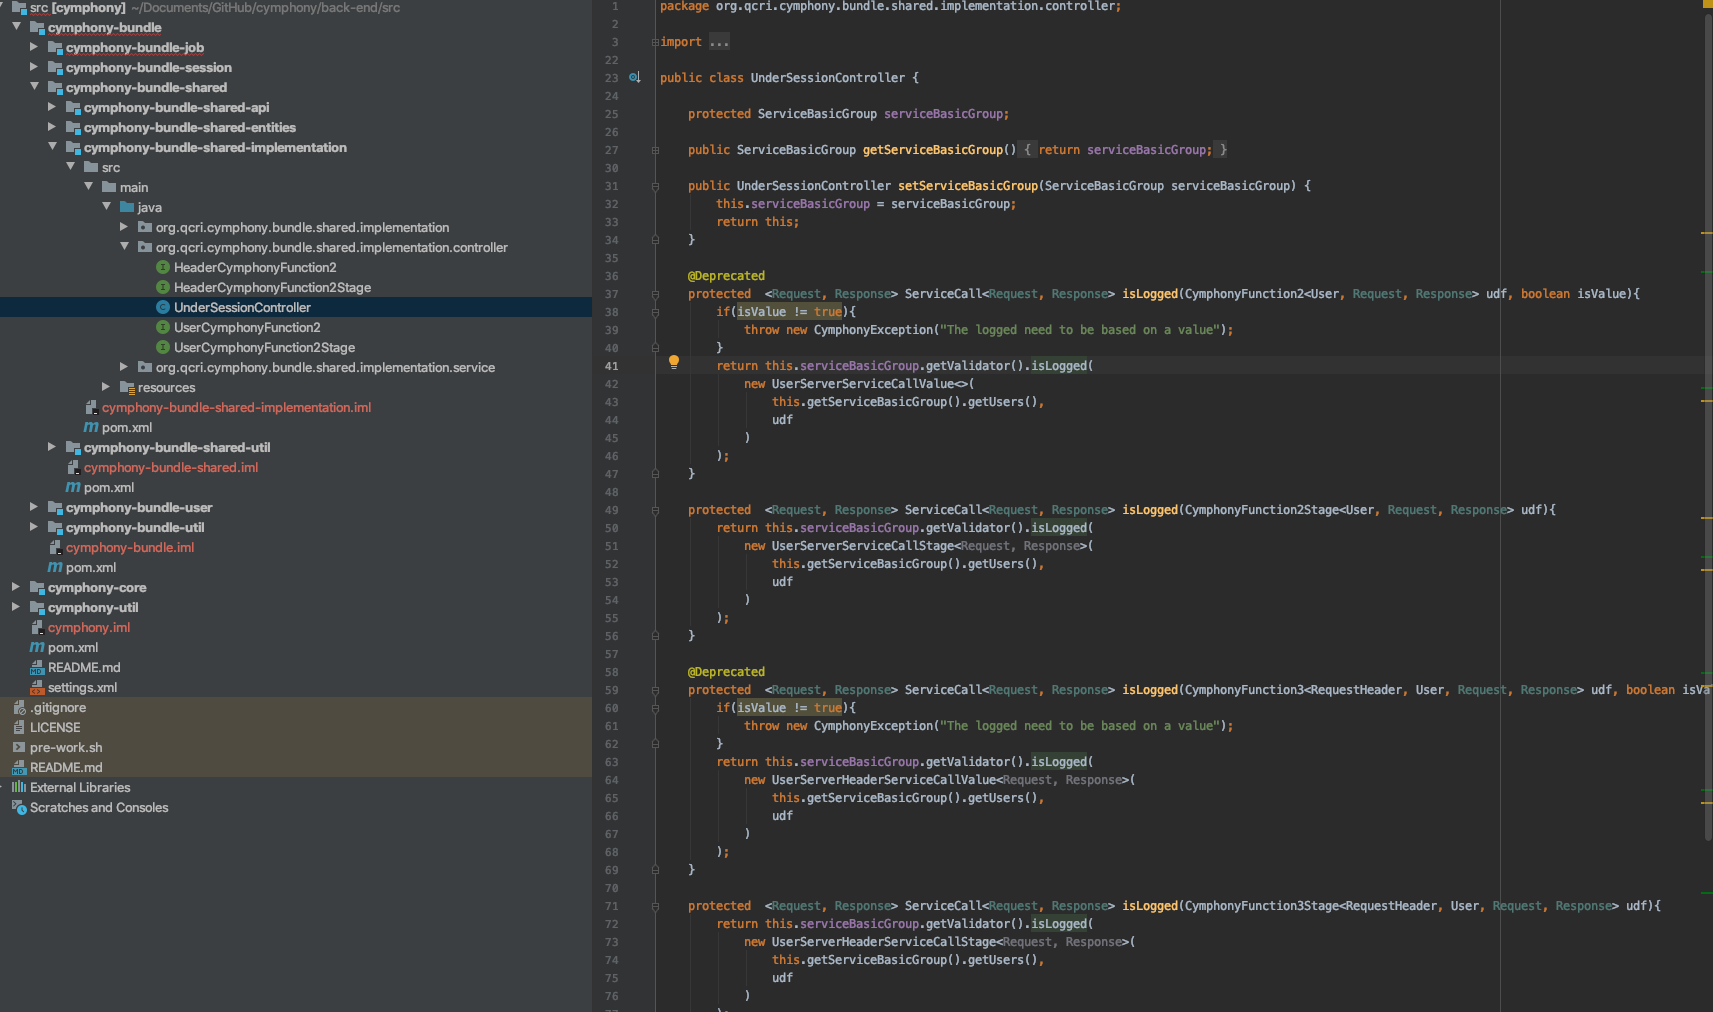 src [cymphony] ~/Documents/GitHub/cymphony/back-end/src
cymphony-bundle
cymphony-bundle-job
cymphony-bundle-session
cymphony-bundle-shared
cymphony-bundle-shared-api
cymphony-bundle-shared-entities
cymphony-bundle-shared-implementation
src
main
java
org.qcri.cymphony.bundle.shared.implementation
org.qcri.cymphony.bundle.shared.implementation.controller
HeaderCymphonyFunction2
HeaderCymphonyFunction2Stage
UnderSessionController
UserCymphonyFunction2
UserCymphonyFunction2Stage
org.qcri.cymphony.bundle.shared.implementation.service
resources
cymphony-bundle-shared-implementation.iml
pom.xml
cymphony-bundle-shared-util
cymphony-bundle-shared.iml
pom.xml
cymphony-bundle-user
cymphony-bundle-util
cymphony-bundle.iml
pom.xml
cymphony-core
cymphony-util
cymphony.iml
pom.xml
README.md
settings.xml
.gitignore
LICENSE
pre-work.sh
README.md
External Libraries
Scratches and Consoles
1 package org.qcri.cymphony.bundle.shared.implementation.controller;
2
3 import ...
22
23 public class UnderSessionController {
24
25 protected ServiceBasicGroup serviceBasicGroup;
26
27 public ServiceBasicGroup getServiceBasicGroup() { return serviceBasicGroup; }
30
31 public UnderSessionController setServiceBasicGroup(ServiceBasicGroup serviceBasicGroup) {
32 this.serviceBasicGroup = serviceBasicGroup;
33 return this;
34 }
35
36 @Deprecated
37 protected <Request, Response> ServiceCall<Request, Response> isLogged(CymphonyFunction2<User, Request, Response> udf, boolean isValue){
38 if(isValue != true){
39 throw new CymphonyException("The logged need to be based on a value");
40 }
41 return this.serviceBasicGroup.getValidator().isLogged(
42 new UserServerServiceCallValue<>(
43 this.getServiceBasicGroup().getUsers(),
44 udf
45 )
46 );
47 }
48
49 protected <Request, Response> ServiceCall<Request, Response> isLogged(CymphonyFunction2Stage<User, Request, Response> udf){
50 return this.serviceBasicGroup.getValidator().isLogged(
51 new UserServerServiceCallStage<Request, Response>(
52 this.getServiceBasicGroup().getUsers(),
53 udf
54 )
55 );
56 }
57
58 @Deprecated
59 protected <Request, Response> ServiceCall<Request, Response> isLogged(CymphonyFunction3<RequestHeader, User, Request, Response> udf, boolean isVa
60 if(isValue != true){
61 throw new CymphonyException("The logged need to be based on a value");
62 }
63 return this.serviceBasicGroup.getValidator().isLogged(
64 new UserServerHeaderServiceCallValue<Request, Response>(
65 this.getServiceBasicGroup().getUsers(),
66 udf
67 )
68 );
69 }
70
71 protected <Request, Response> ServiceCall<Request, Response> isLogged(CymphonyFunction3Stage<RequestHeader, User, Request, Response> udf){
72 return this.serviceBasicGroup.getValidator().isLogged(
73 new UserServerHeaderServiceCallStage<Request, Response>(
74 this.getServiceBasicGroup().getUsers(),
75 udf
76 )